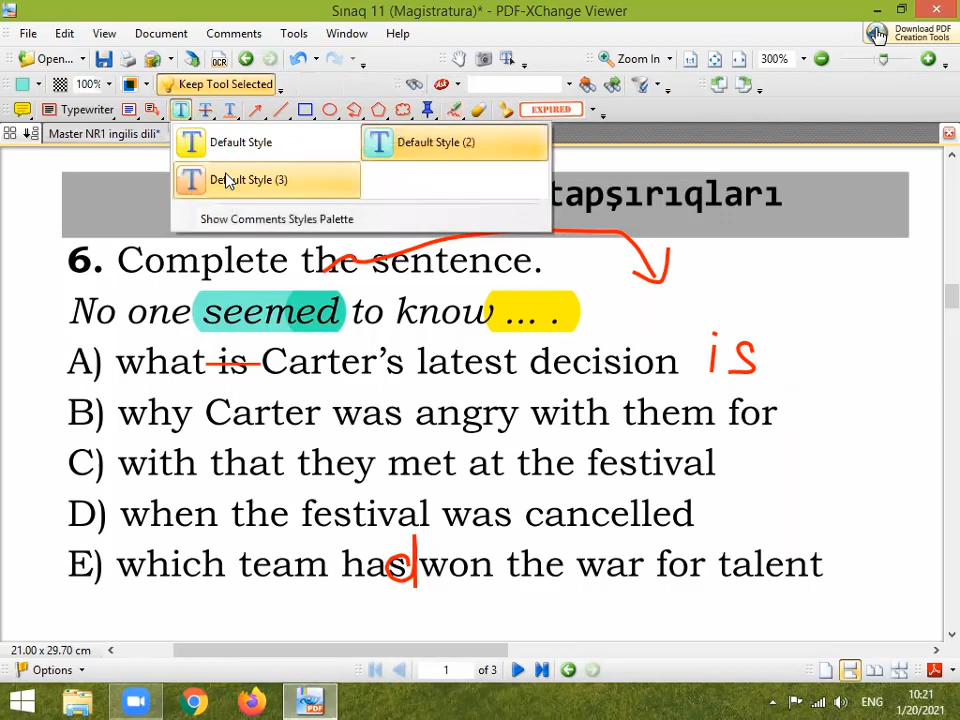 Sınaq 11 (Magistratura)* - PDF-XChange Viewer
File Edit View Document Comments Tools Window Help
Download PDF Creation Tools
Open... OCR Zoom In 300%
100% Keep Tool Selected
Typewriter EXPIRED
Master NR1 ingilis dili*
Default Style Default Style (2)
Default Style (3)
Show Comments Styles Palette
tapşırıqları
6. Complete the sentence.
No one seemed to know ... .
A) what is Carter’s latest decision is
B) why Carter was angry with them for
C) with that they met at the festival
D) when the festival was cancelled
E) which team has d won the war for talent
21.00 x 29.70 cm
Options 1 of 3
ENG 10:21
1/20/2021